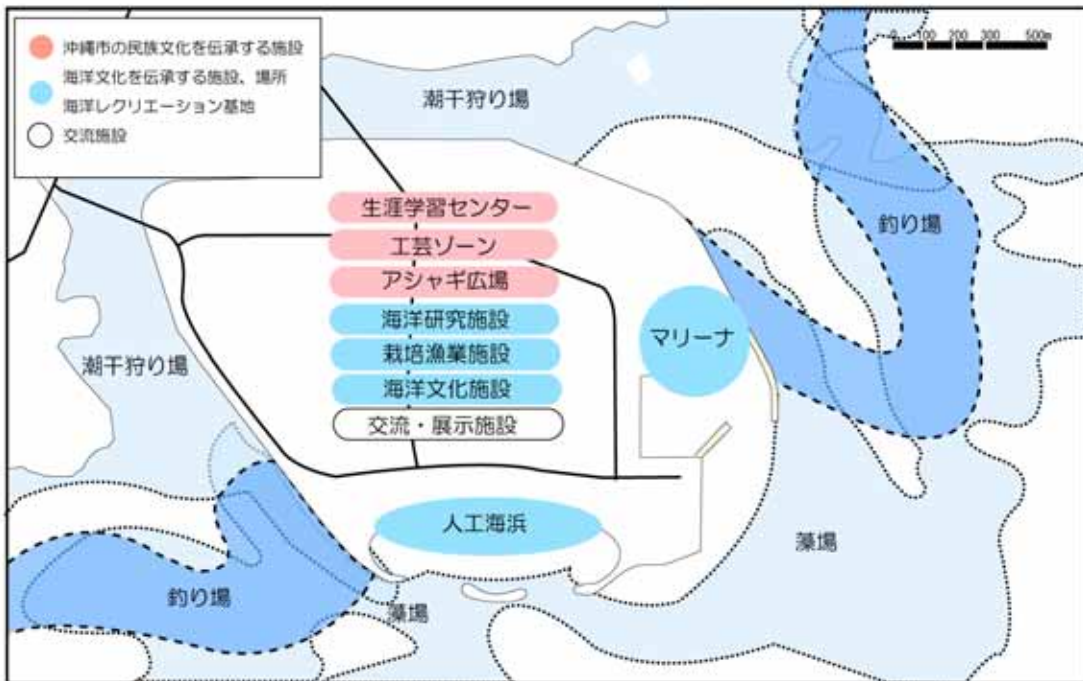 沖縄市の民族文化を伝承する施設
海洋文化を伝承する施設、場所
海洋レクリエーション基地
交流施設
0 100 200 300 500m
潮干狩り場
釣り場
生涯学習センター
工芸ゾーン
アシャギ広場
海洋研究施設
栽培漁業施設
海洋文化施設
交流・展示施設
マリーナ
潮干狩り場
人工海浜
藻場
釣り場
藻場